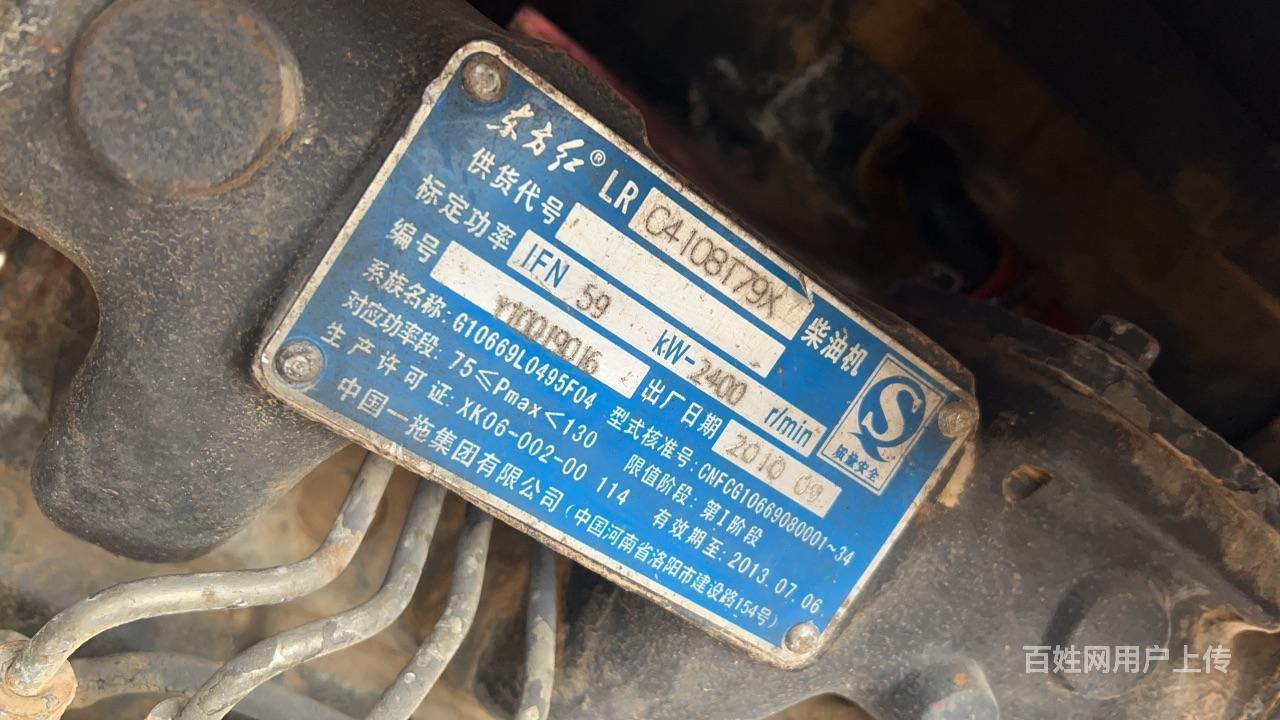 东方红® LR C4108T79X 柴油机
供货代号
标定功率 IFN 59 kW-2400 r/min
编号 Y10019016 出厂日期 2010 09
系族名称: G10669L0495F04 型式核准号: CNFCG10669080001~34
对应功率段: 75≤Pmax<130 限值阶段: 第I阶段
生产许可证: XK06-002-00 114 有效期至: 2013.07.06.
中国一拖集团有限公司 (中国河南省洛阳市建设路154号)
质量安全
百姓网用户上传